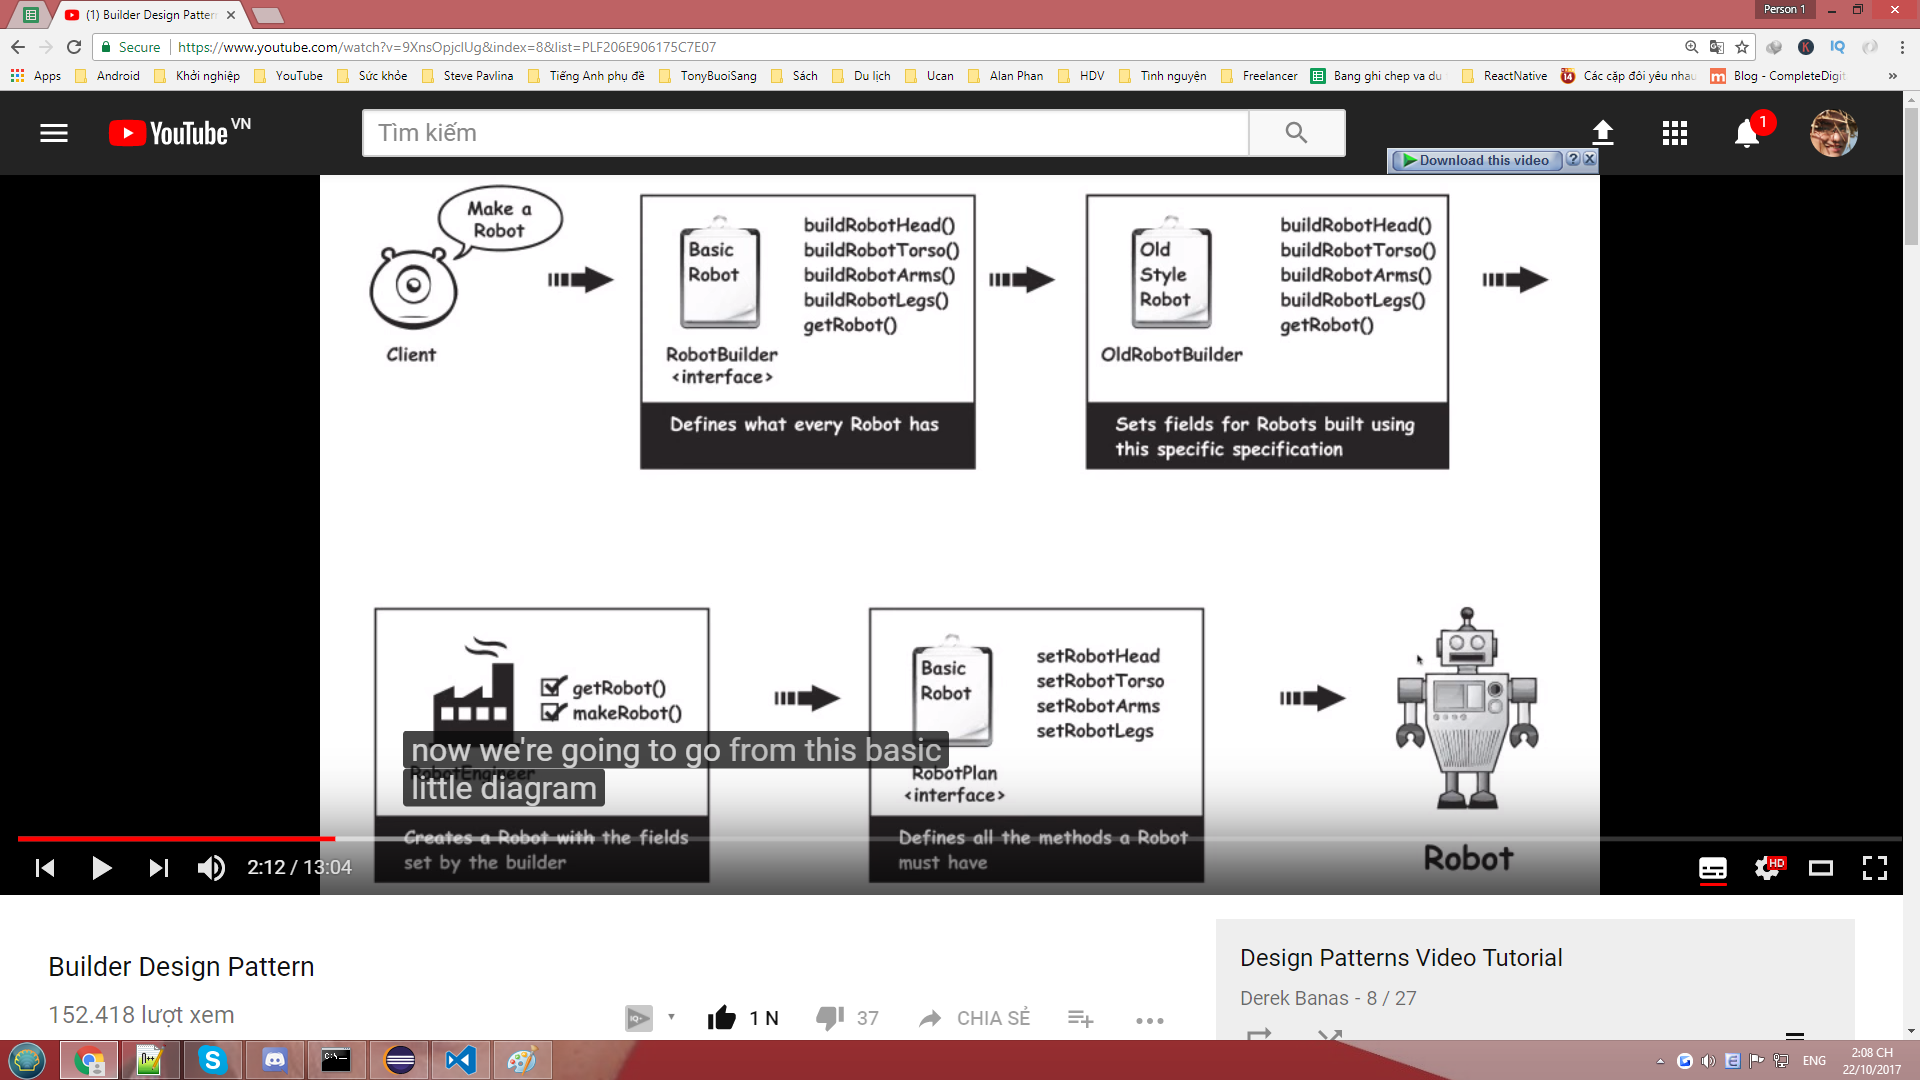 (1) Builder Design Pattern
Person 1
Secure
https://www.youtube.com/watch?v=9XnsOpjclUg&index=8&list=PLF206E906175C7E07
Apps
Android
Khởi nghiệp
YouTube
Sức khỏe
Steve Pavlina
Tiếng Anh phụ đề
TonyBuoiSang
Sách
Du lịch
Ucan
Alan Phan
HDV
Tình nguyện
Freelancer
Bang ghi chep va du
ReactNative
Các cặp đôi yêu nhau
Blog - CompleteDigit
YouTube VN
Tìm kiếm
1
Download this video
Make a
Robot
Client
Basic
Robot
buildRobotHead()
buildRobotTorso()
buildRobotArms()
buildRobotLegs()
getRobot()
RobotBuilder
<interface>
Defines what every Robot has
Old
Style
Robot
buildRobotHead()
buildRobotTorso()
buildRobotArms()
buildRobotLegs()
getRobot()
OldRobotBuilder
Sets fields for Robots built using
this specific specification
getRobot()
makeRobot()
RobotEngineer
Creates a Robot with the fields
set by the builder
Basic
Robot
setRobotHead
setRobotTorso
setRobotArms
setRobotLegs
RobotPlan
<interface>
Defines all the methods a Robot
must have
Robot
now we're going to go from this basic
little diagram
2:12 / 13:04
HD
Builder Design Pattern
152.418 lượt xem
1 N
37
CHIA SẺ
Design Patterns Video Tutorial
Derek Banas - 8 / 27
ENG
2:08 CH
22/10/2017